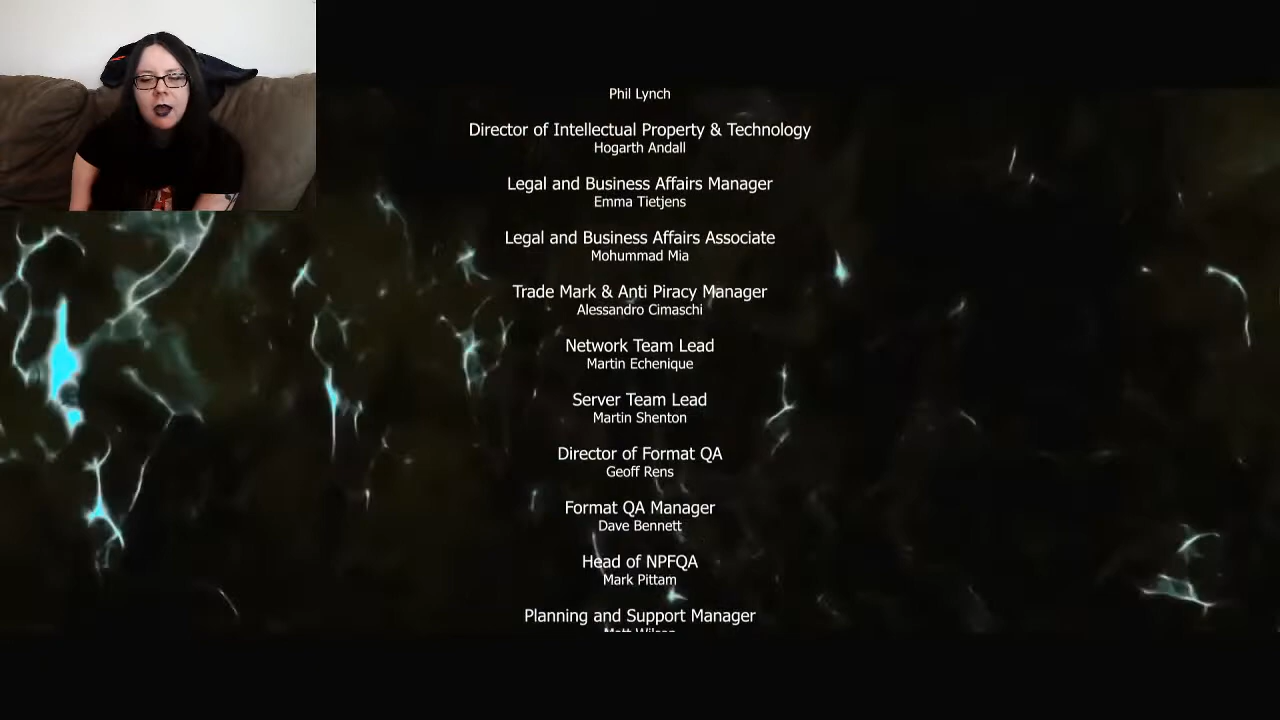 Phil Lynch
Director of Intellectual Property & Technology
Hogarth Andall
Legal and Business Affairs Manager
Emma Tietjens
Legal and Business Affairs Associate
Mohummad Mia
Trade Mark & Anti Piracy Manager
Alessandro Cimaschi
Network Team Lead
Martin Echenique
Server Team Lead
Martin Shenton
Director of Format QA
Geoff Rens
Format QA Manager
Dave Bennett
Head of NPFQA
Mark Pittam
Planning and Support Manager